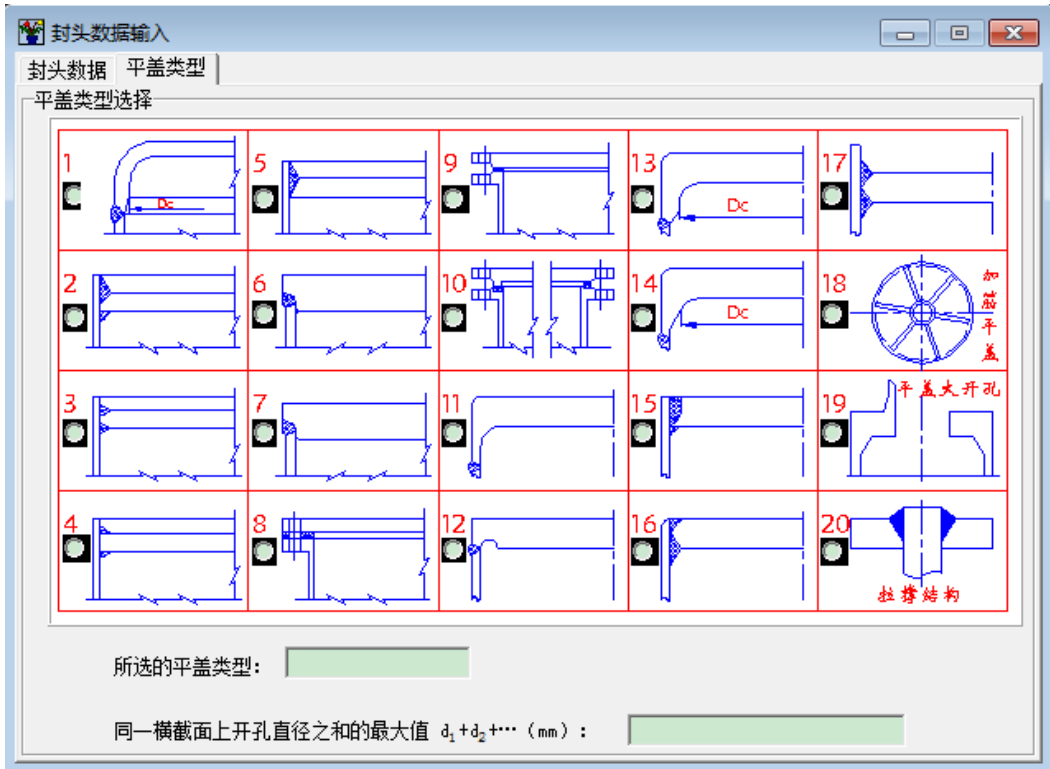 封头数据输入
封头数据 平盖类型
平盖类型选择
1 5 9 13 17
Dc Dc
2 6 10 14 18
Dc 加筋平盖
3 7 11 15 19
平盖大开孔
4 8 12 16 20
拉撑结构
所选的平盖类型:
同一横截面上开孔直径之和的最大值 d₁+d₂+… (mm) :